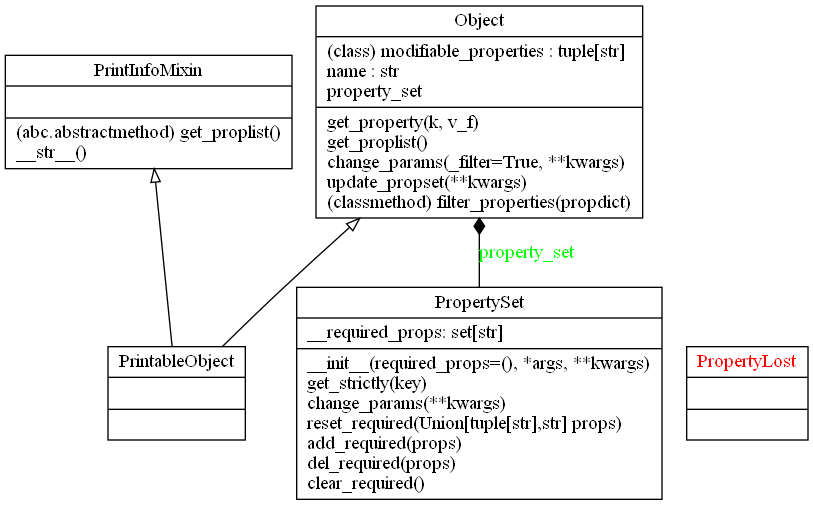 Object
(class) modifiable_properties : tuple[str]
name : str
property_set
get_property(k, v_f)
get_proplist()
change_params(_filter=True, **kwargs)
update_propset(**kwargs)
(classmethod) filter_properties(propdict)
PrintInfoMixin
(abc.abstractmethod) get_proplist()
__str__()
property_set
PropertySet
__required_props: set[str]
__init__(required_props=(), *args, **kwargs)
get_strictly(key)
change_params(**kwargs)
reset_required(Union[tuple[str],str] props)
add_required(props)
del_required(props)
clear_required()
PrintableObject
PropertyLost